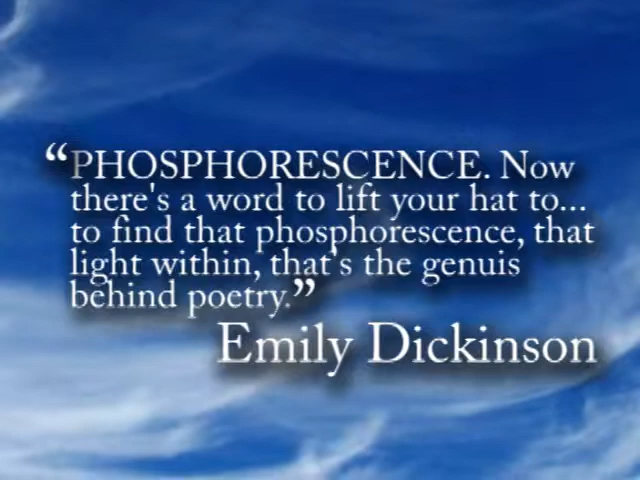 “PHOSPHORESCENCE. Now
there's a word to lift your hat to...
to find that phosphorescence, that
light within, that's the genuis
behind poetry.”
Emily Dickinson